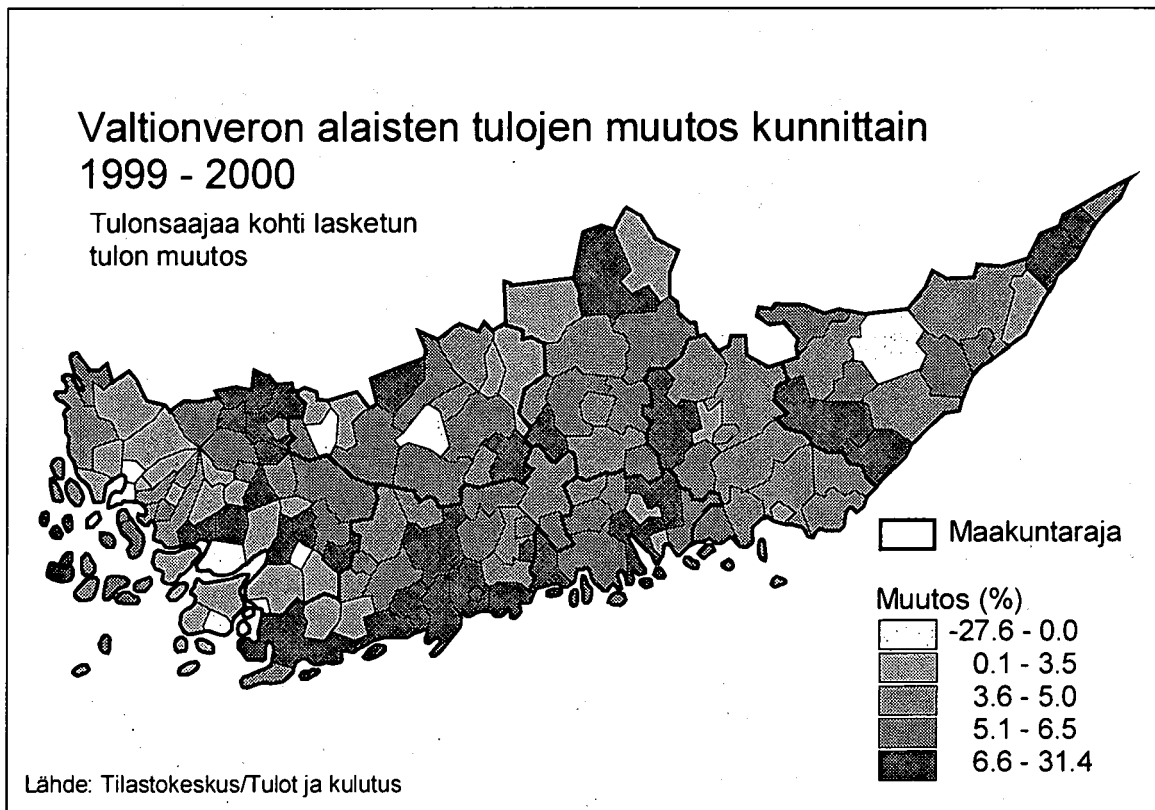 Valtionveron alaisten tulojen muutos kunnittain
1999 - 2000
Tulonsaajaa kohti lasketun
tulon muutos
Maakuntaraja
Muutos (%)
-27.6 - 0.0
0.1 - 3.5
3.6 - 5.0
5.1 - 6.5
6.6 - 31.4
Lähde: Tilastokeskus/Tulot ja kulutus